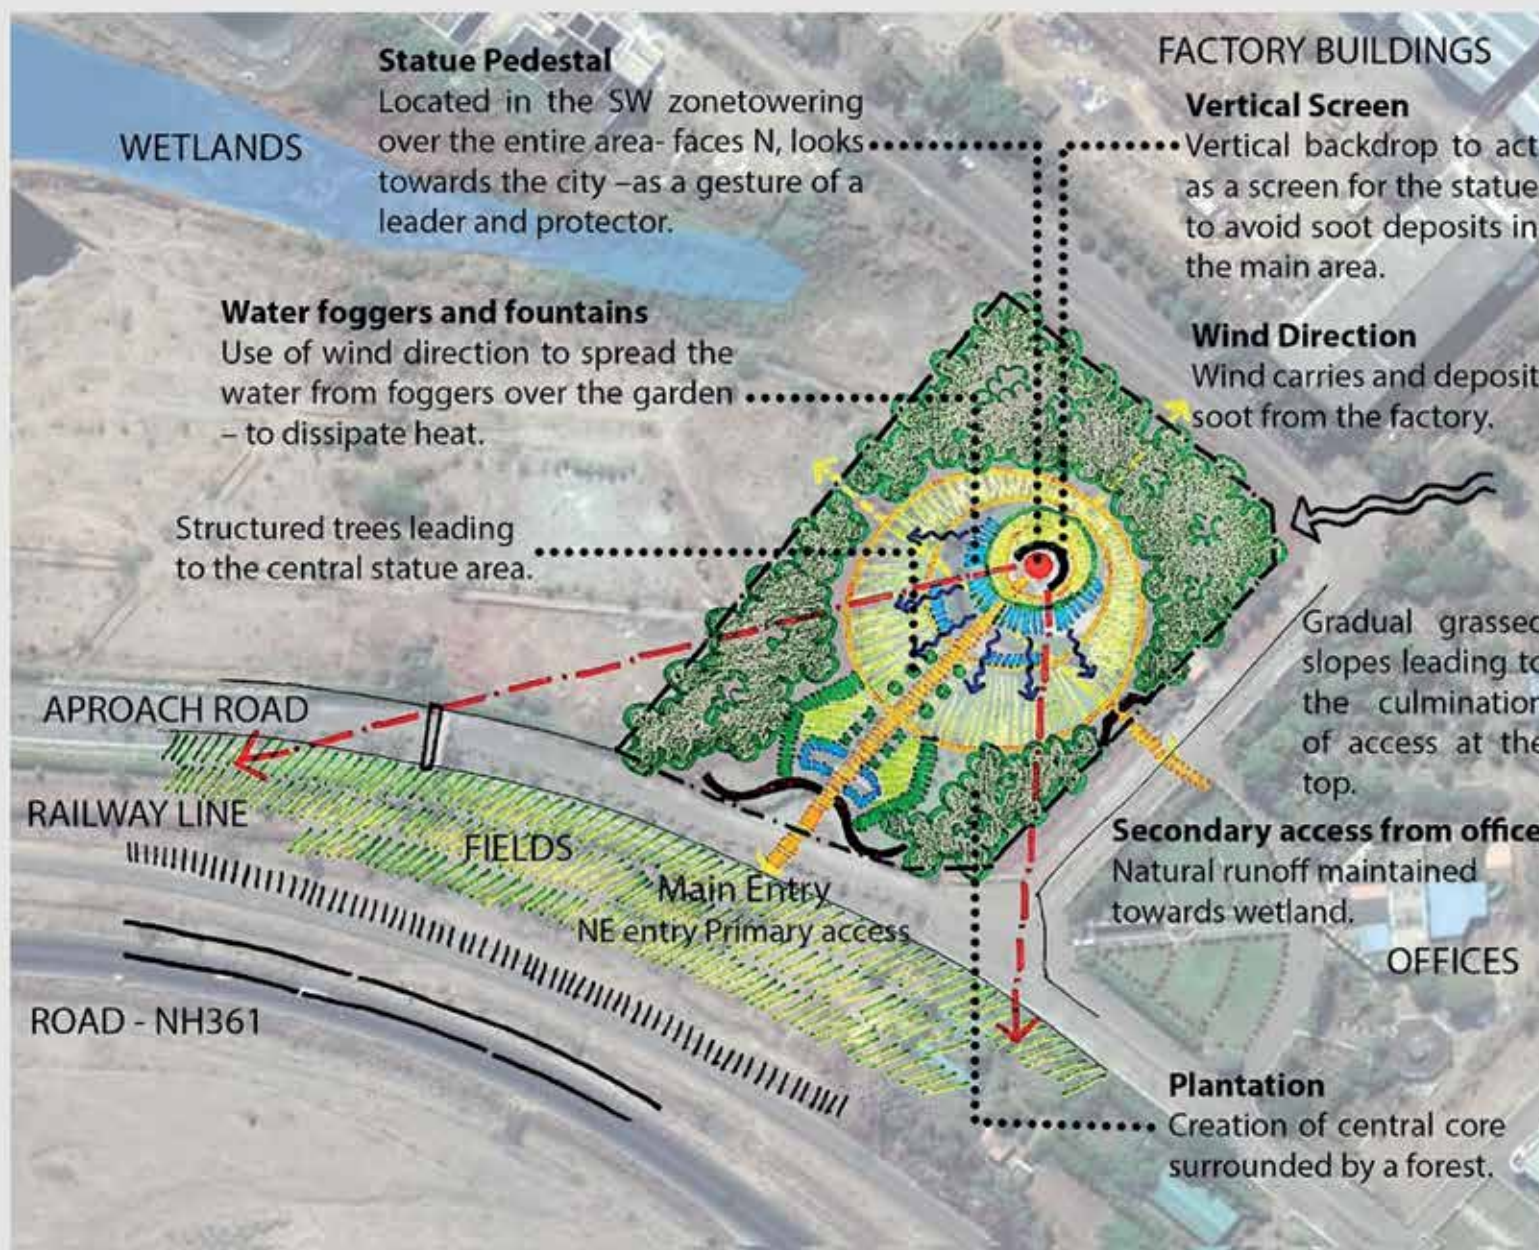 Statue Pedestal
Located in the SW zonetowering
over the entire area- faces N, looks
towards the city –as a gesture of a
leader and protector.
FACTORY BUILDINGS
Vertical Screen
Vertical backdrop to act
as a screen for the statue
to avoid soot deposits in
the main area.
WETLANDS
Water foggers and fountains
Use of wind direction to spread the
water from foggers over the garden
– to dissipate heat.
Wind Direction
Wind carries and deposit
soot from the factory.
Structured trees leading
to the central statue area.
Gradual grassed
slopes leading to
the culmination
of access at the
top.
APROACH ROAD
RAILWAY LINE
FIELDS
Main Entry
NE entry Primary access
Secondary access from office
Natural runoff maintained
towards wetland.
OFFICES
ROAD - NH361
Plantation
Creation of central core
surrounded by a forest.